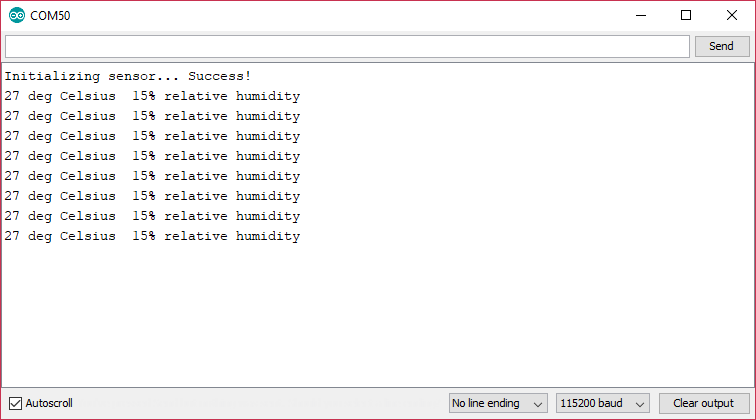 COM50
Send
Initializing sensor... Success!
27 deg Celsius  15% relative humidity
27 deg Celsius  15% relative humidity
27 deg Celsius  15% relative humidity
27 deg Celsius  15% relative humidity
27 deg Celsius  15% relative humidity
27 deg Celsius  15% relative humidity
27 deg Celsius  15% relative humidity
27 deg Celsius  15% relative humidity
Autoscroll No line ending 115200 baud Clear output